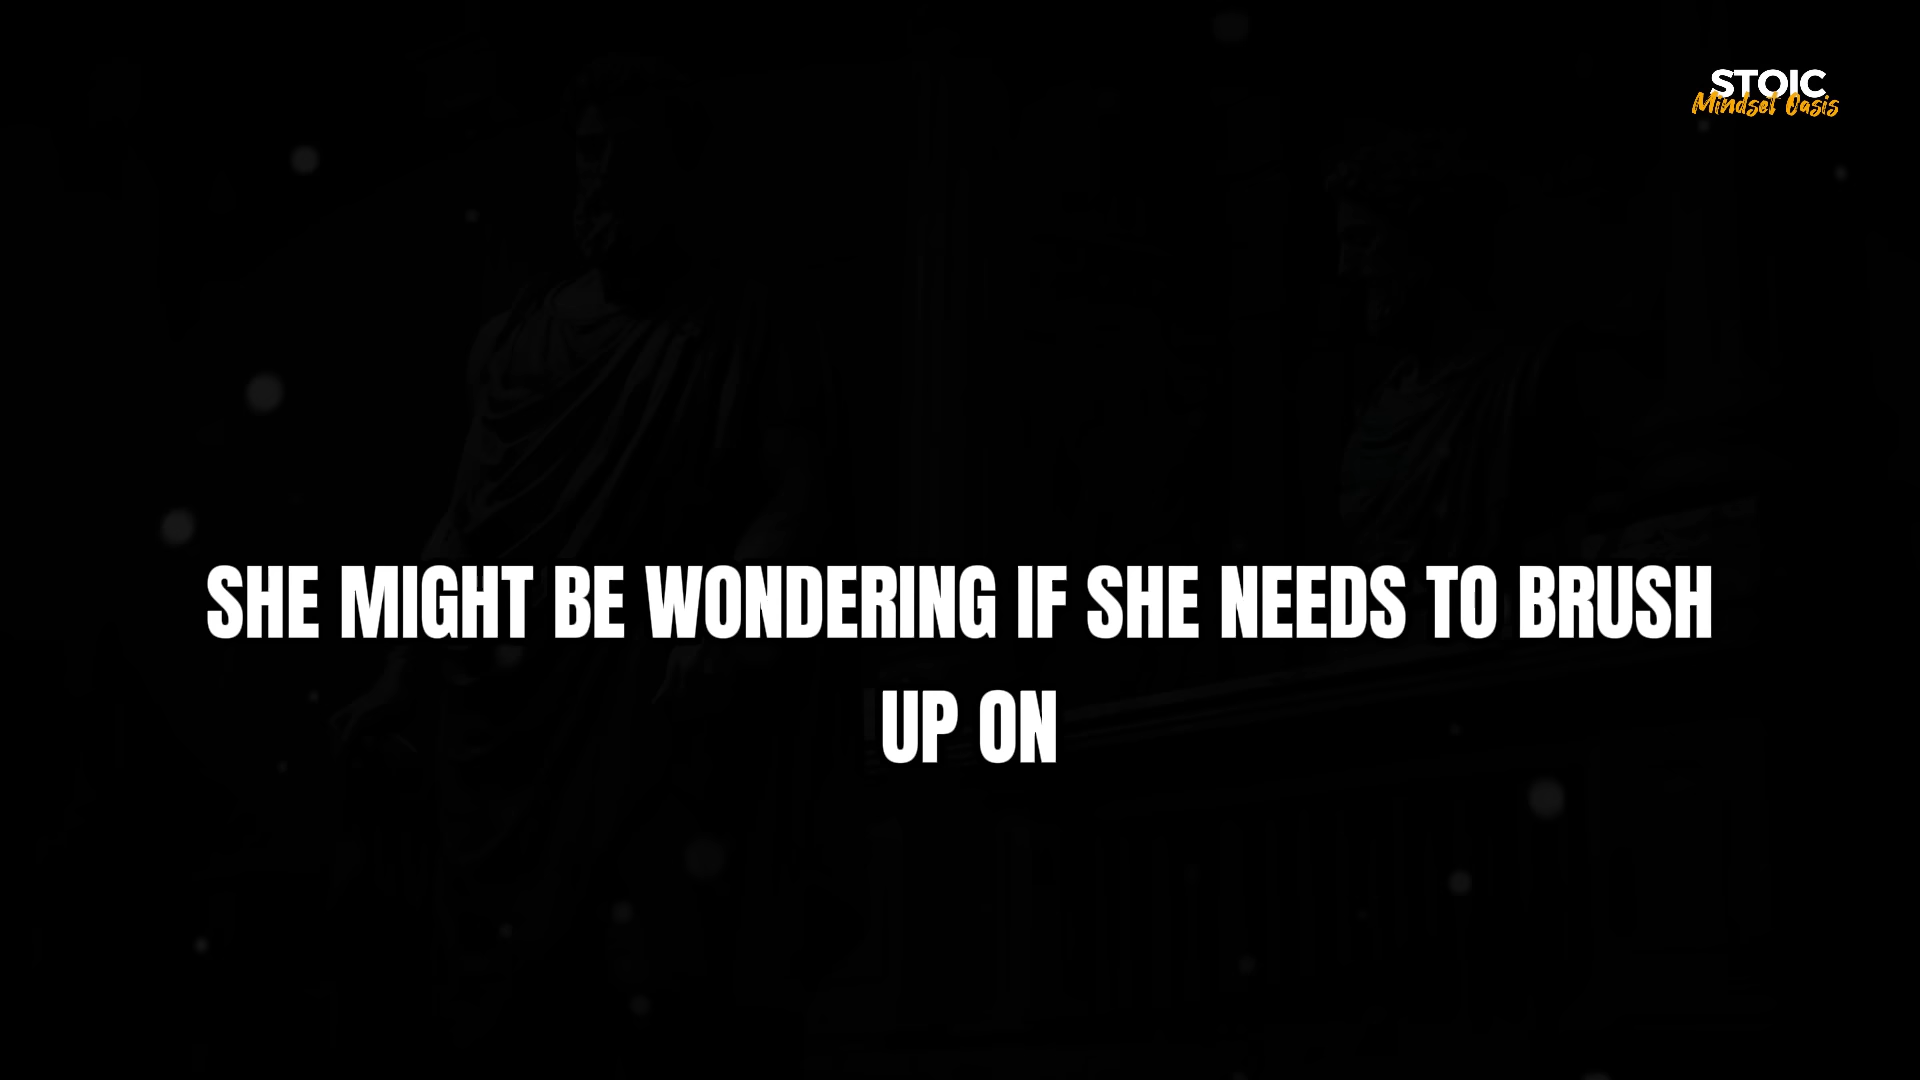 STOIC
Mindset Oasis
SHE MIGHT BE WONDERING IF SHE NEEDS TO BRUSH
UP ON